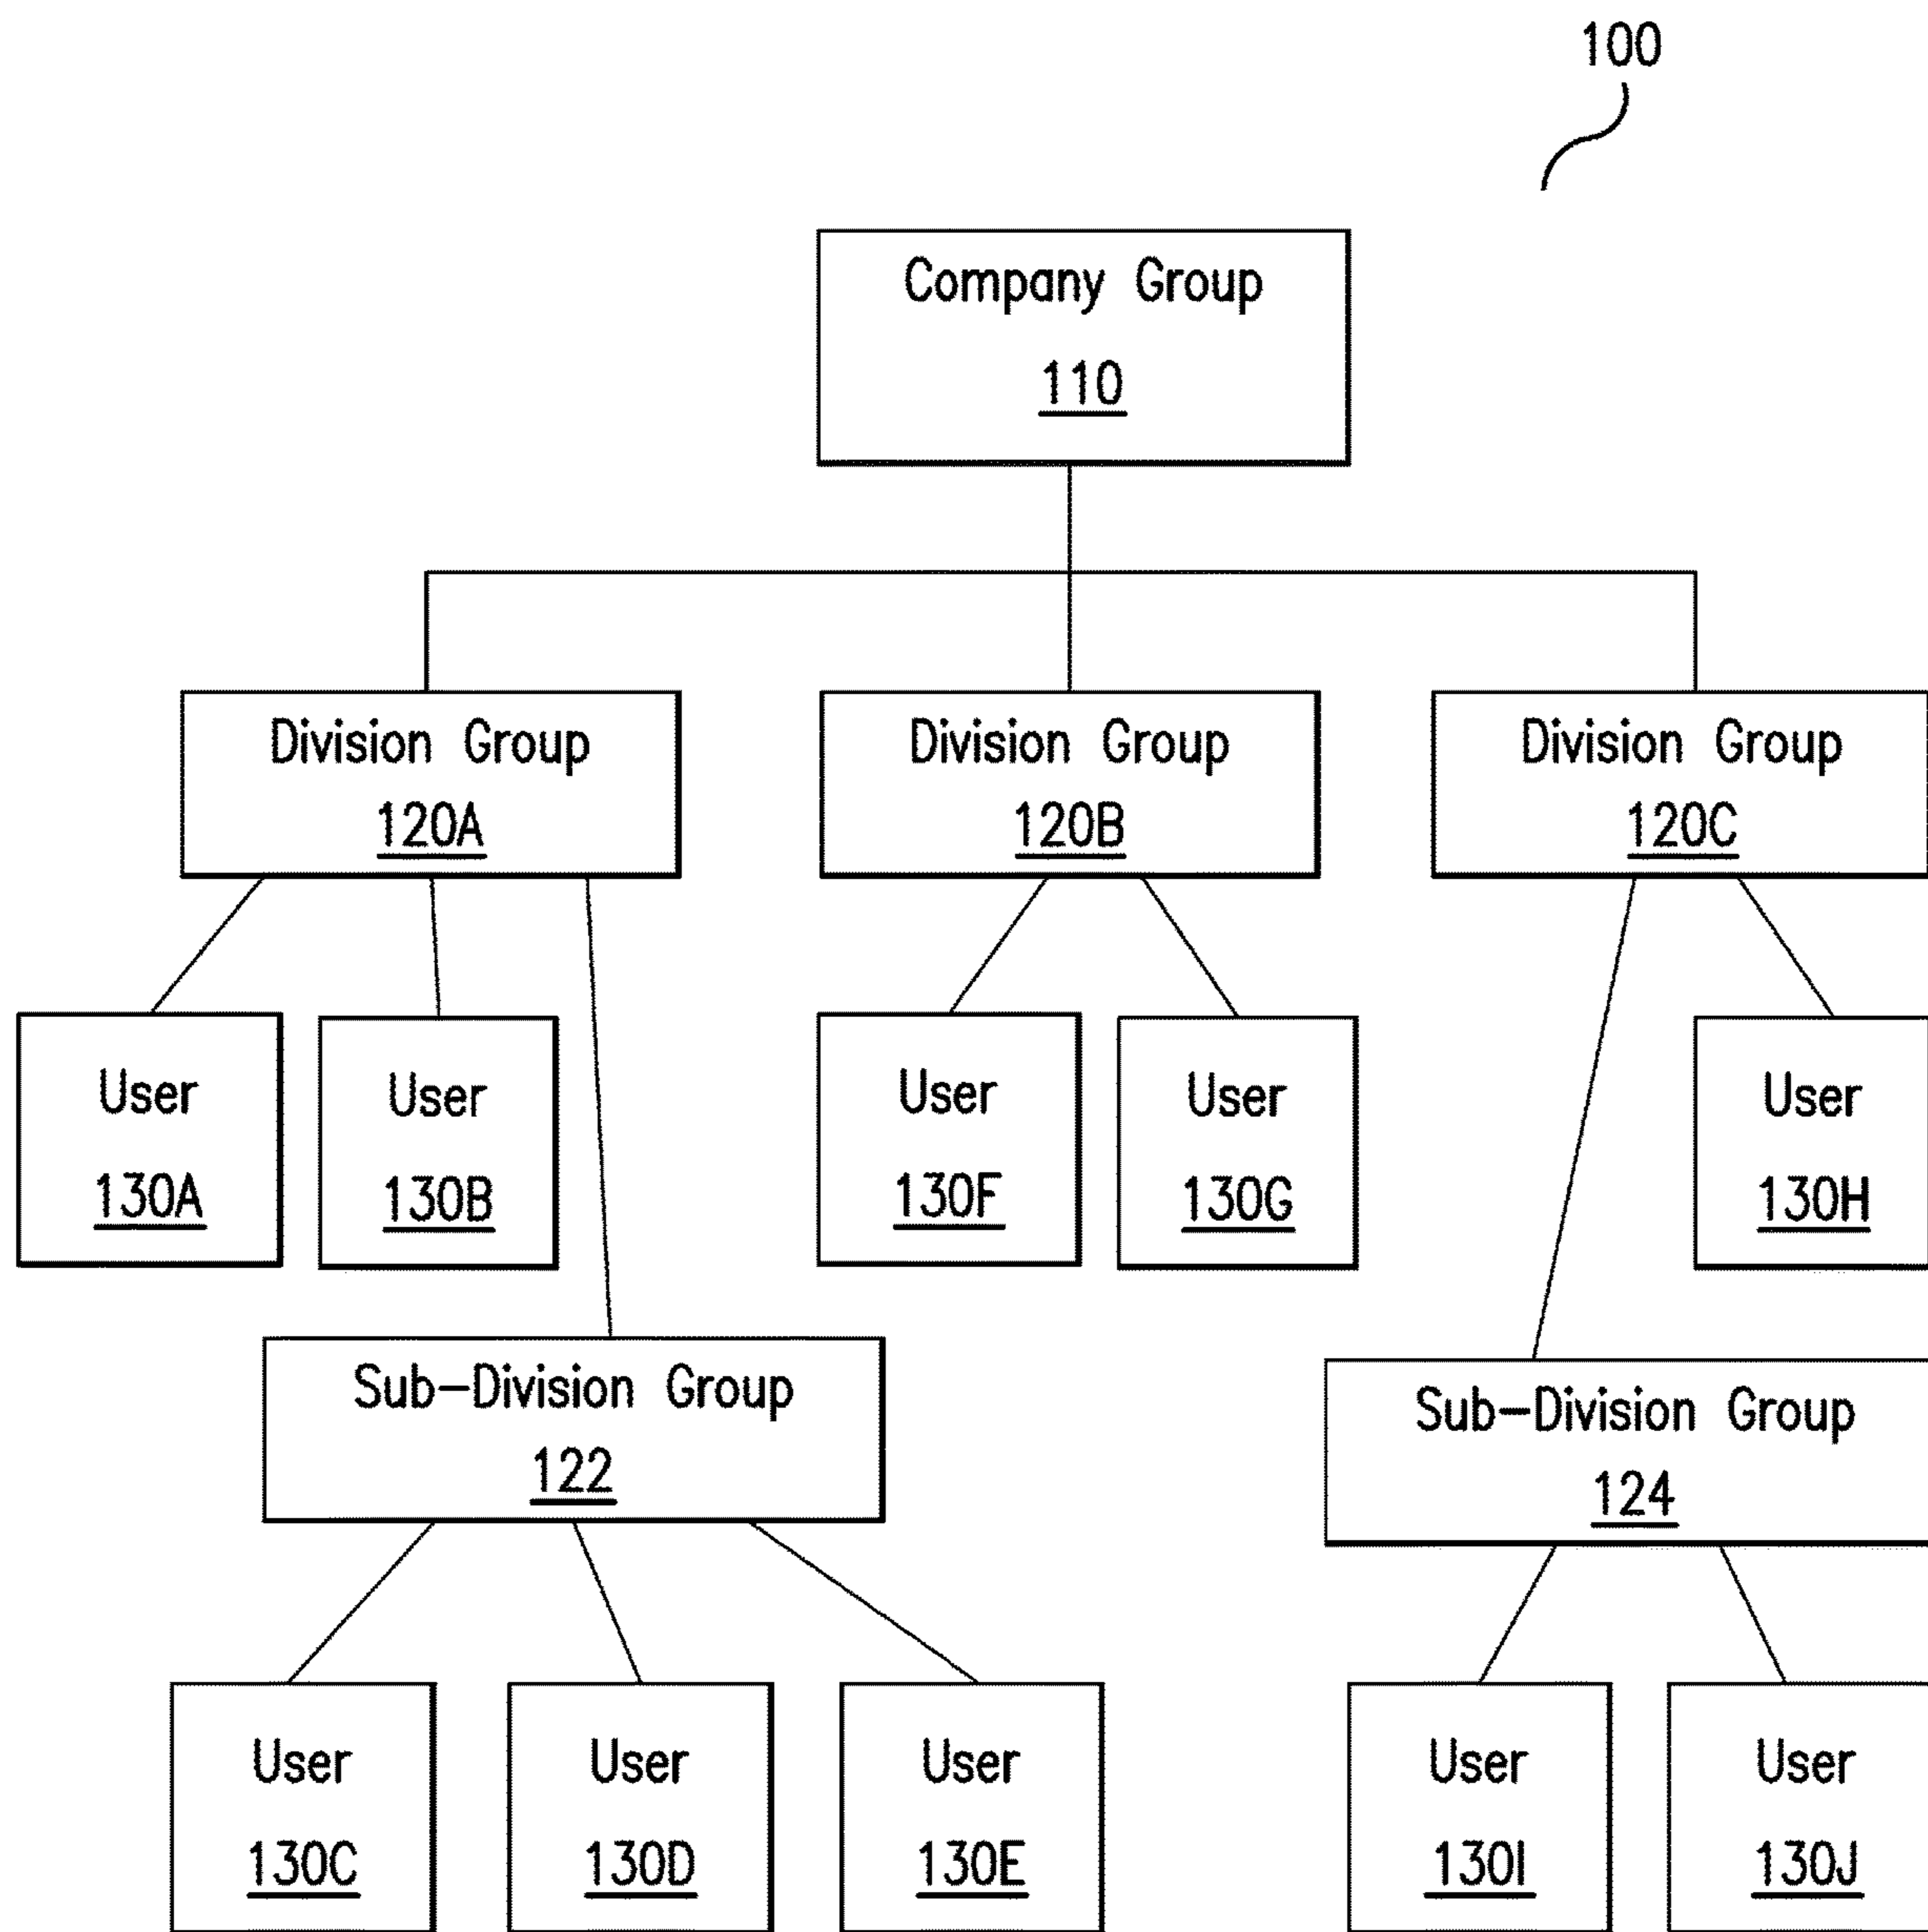 100
Company Group
110
Division Group
120A
Division Group
120B
Division Group
120C
User
130A
User
130B
User
130F
User
130G
User
130H
Sub-Division Group
122
Sub-Division Group
124
User
130C
User
130D
User
130E
User
130I
User
130J